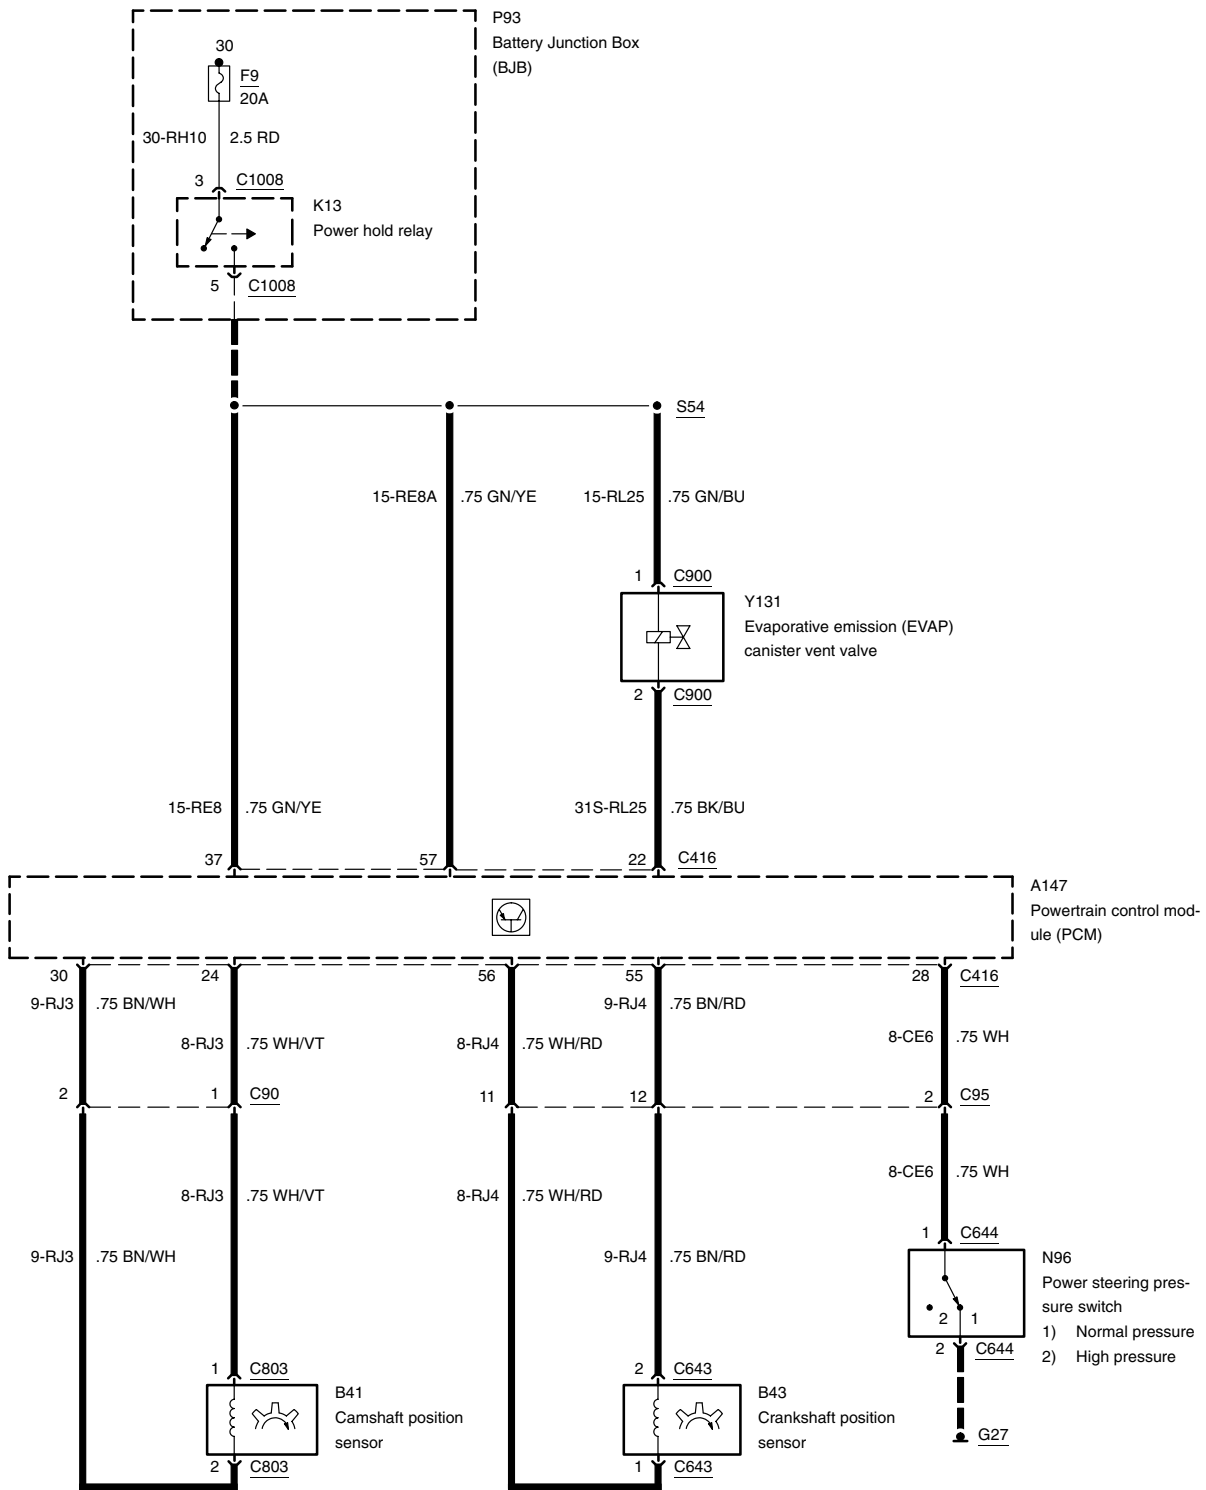 P93
Battery Junction Box
(BJB)
30
F9
20A
30-RH10 2.5 RD
3 C1008
K13
Power hold relay
5 C1008
S54
15-RE8A .75 GN/YE 15-RL25 .75 GN/BU
1 C900
Y131
Evaporative emission (EVAP)
canister vent valve
2 C900
15-RE8 .75 GN/YE 31S-RL25 .75 BK/BU
37 57 22 C416
A147
Powertrain control mod-
ule (PCM)
30 24 56 55 28 C416
9-RJ3 .75 BN/WH 9-RJ4 .75 BN/RD
8-CE6 .75 WH
8-RJ3 .75 WH/VT 8-RJ4 .75 WH/RD
2 1 C90 11 12 2 C95
8-CE6 .75 WH
8-RJ3 .75 WH/VT 8-RJ4 .75 WH/RD
1 C644
9-RJ3 .75 BN/WH 9-RJ4 .75 BN/RD
N96
Power steering pres-
sure switch
2 1
1) Normal pressure
2) High pressure
2 C644
1 C803 2 C643
B41
Camshaft position
sensor
B43
Crankshaft position
sensor
G27
2 C803 1 C643